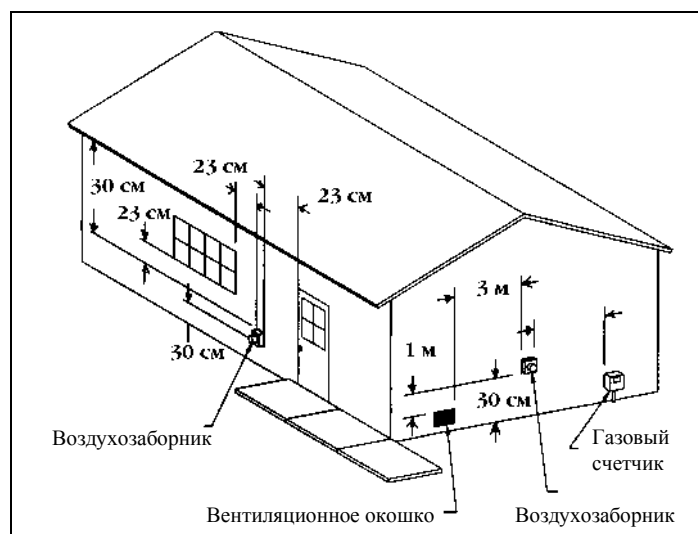 23 см
30 см
23 см
23 см
3 м
1 м
30 см
30 см
Воздухозаборник
Газовый
счетчик
Вентиляционное окошко
Воздухозаборник